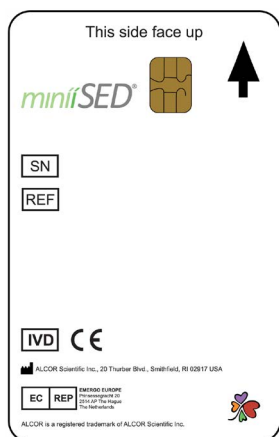 This side face up
miniiSED®
SN
REF
IVD CE
ALCOR Scientific Inc., 20 Thurber Blvd., Smithfield, RI 02917 USA
EC REP
EMERGO EUROPE
Prinsessegracht 20
2514 AP The Hague
The Netherlands
ALCOR is a registered trademark of ALCOR Scientific Inc.